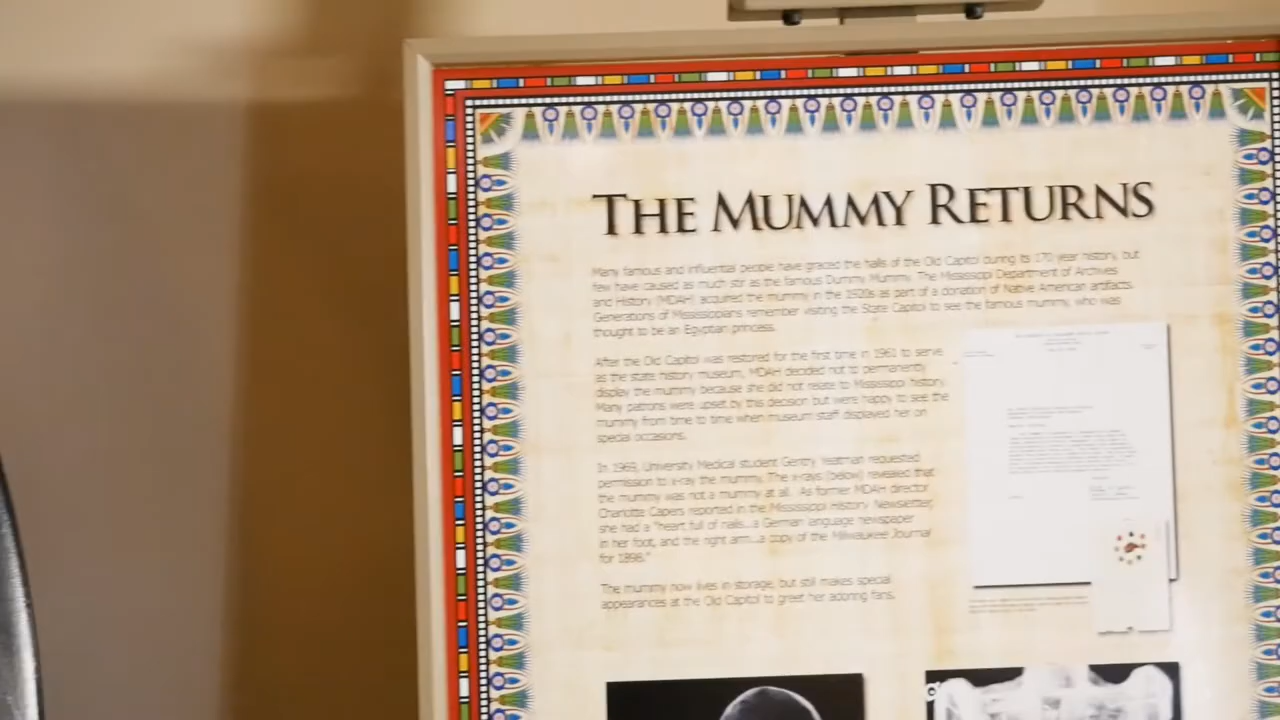 THE MUMMY RETURNS
Many famous and influential people have graced the halls of the Old Capitol during its 170 year history, but
few have caused as much stir as the famous Dummy Mummy. The Mississippi Department of Archives
and History (MDAH) acquired the mummy in the 1920s as part of a donation of Native American artifacts.
Generations of Mississippians remember visiting the State Capitol to see the famous mummy, who was
thought to be an Egyptian princess.
After the Old Capitol was restored for the first time in 1961 to serve
as the state history museum, MDAH decided not to permanently
display the mummy because she did not relate to Mississippi history.
Many patrons were upset by this decision but were happy to see the
mummy from time to time when museum staff displayed her on
special occasions.
In 1969, University Medical student Gentry Yeatman requested
permission to x-ray the mummy. The x-rays (below) revealed that
the mummy was not a mummy at all. As former MDAH director
Charlotte Capers reported in the Mississippi History Newsletter,
she had a "heart full of nails...a German language newspaper
in her foot, and the right arm...a copy of the Milwaukee Journal
for 1898."
The mummy now lives in storage, but still makes special
appearances at the Old Capitol to greet her adoring fans.